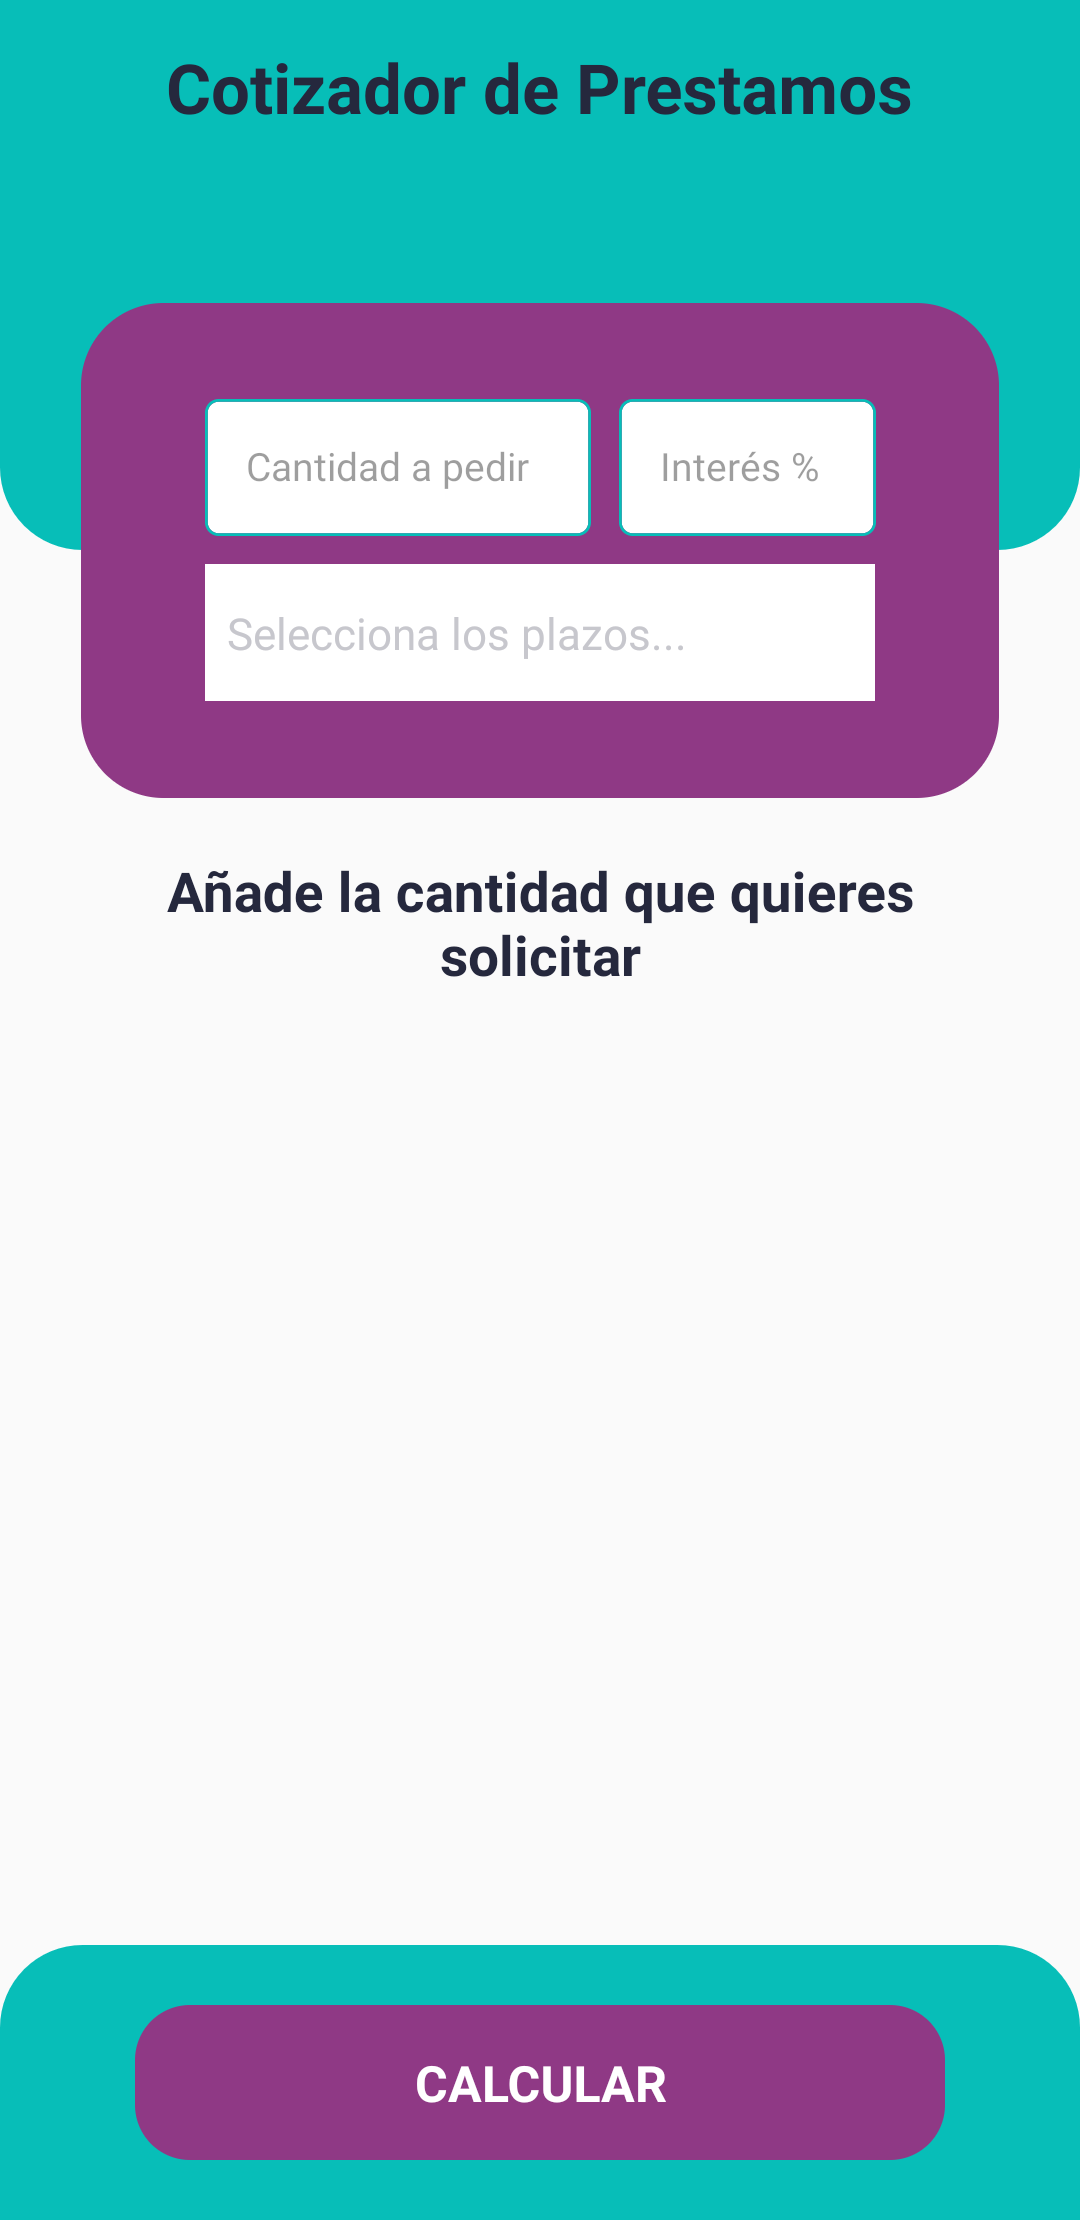 Cotizador de Prestamos
Cantidad a pedir
Interés %
Selecciona los plazos...
Añade la cantidad que quieres
solicitar
CALCULAR